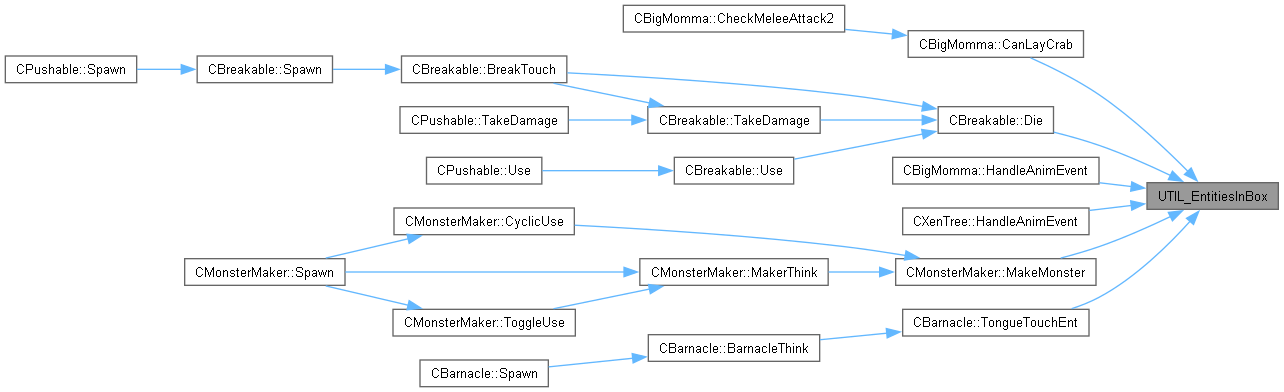 CBigMomma::CheckMeleeAttack2
CBigMomma::CanLayCrab
CPushable::Spawn
CBreakable::Spawn
CBreakable::BreakTouch
CPushable::TakeDamage
CBreakable::TakeDamage
CBreakable::Die
CPushable::Use
CBreakable::Use
CBigMomma::HandleAnimEvent
UTIL_EntitiesInBox
CXenTree::HandleAnimEvent
CMonsterMaker::CyclicUse
CMonsterMaker::Spawn
CMonsterMaker::MakerThink
CMonsterMaker::MakeMonster
CMonsterMaker::ToggleUse
CBarnacle::TongueTouchEnt
CBarnacle::BarnacleThink
CBarnacle::Spawn